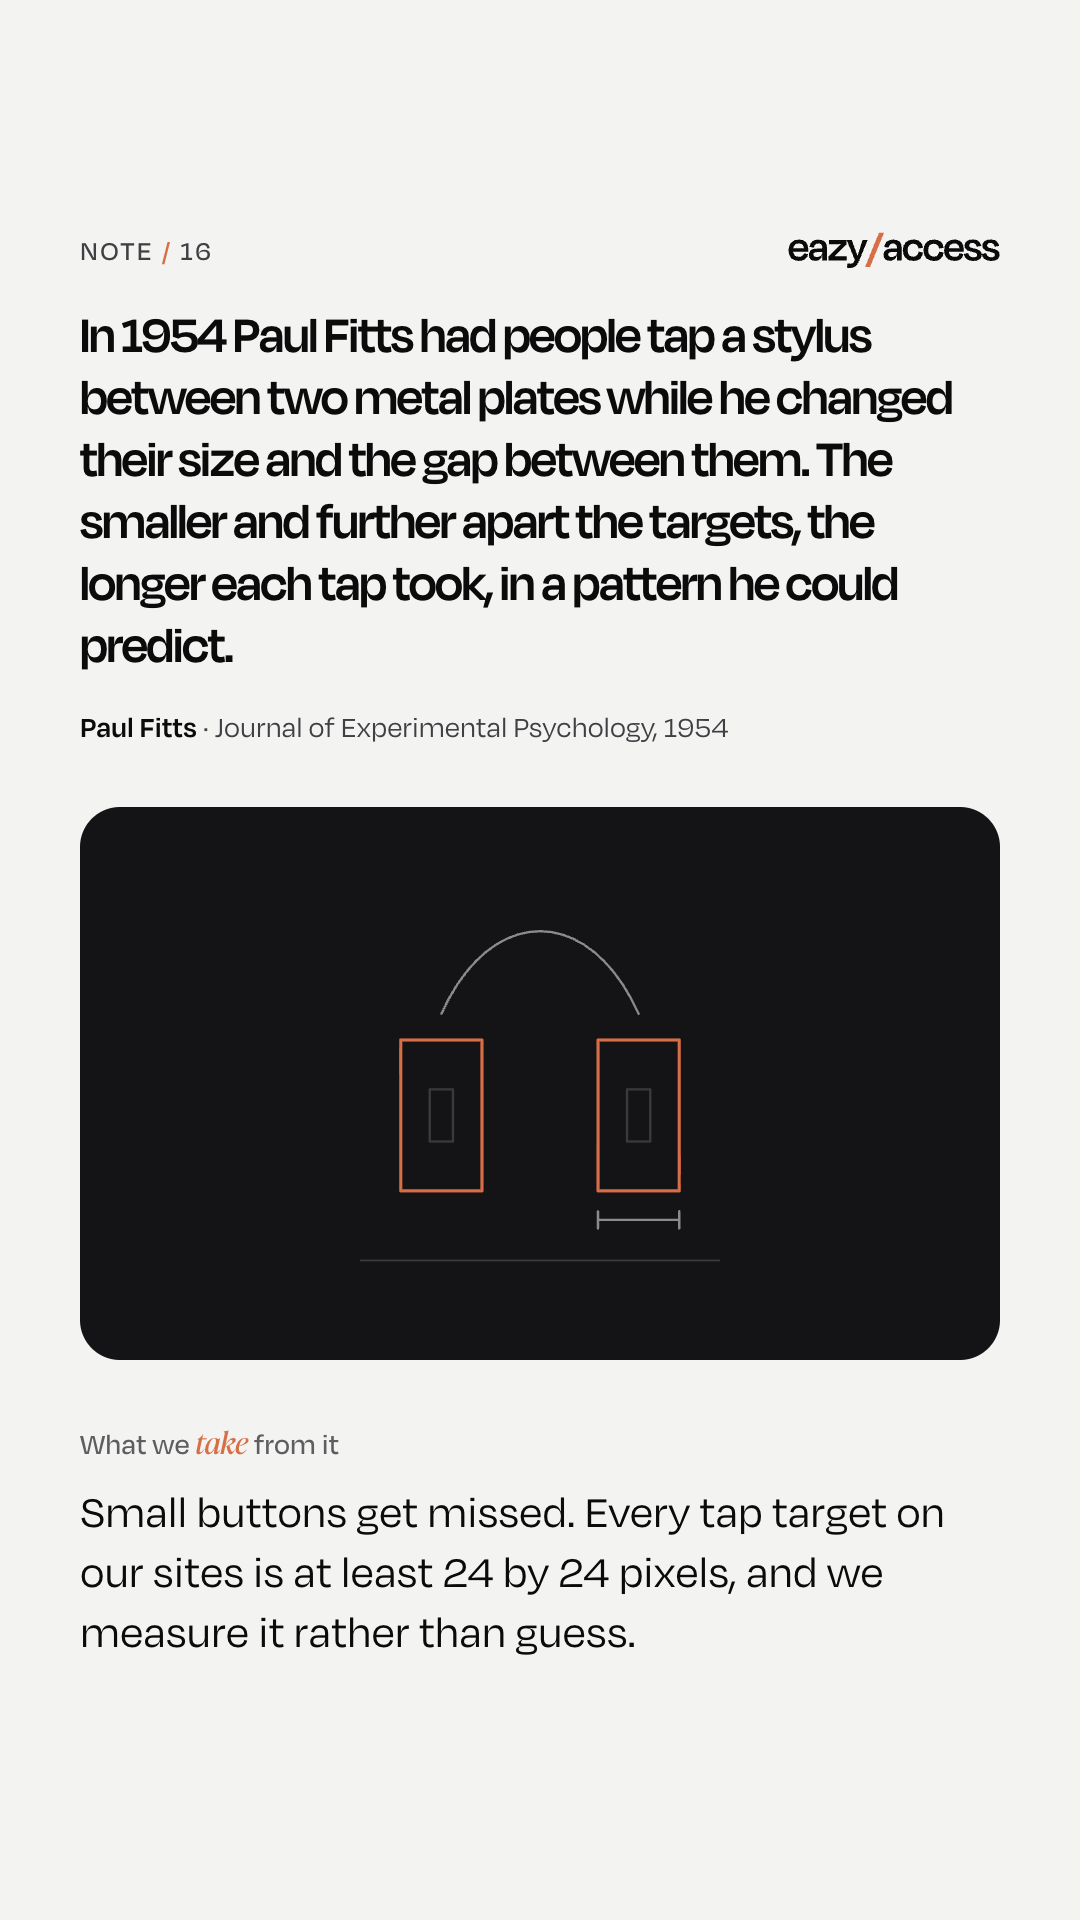 NOTE / 16
eazy/access
In 1954 Paul Fitts had people tap a stylus
between two metal plates while he changed
their size and the gap between them. The
smaller and further apart the targets, the
longer each tap took, in a pattern he could
predict.
Paul Fitts · Journal of Experimental Psychology, 1954
What we take from it
Small buttons get missed. Every tap target on
our sites is at least 24 by 24 pixels, and we
measure it rather than guess.